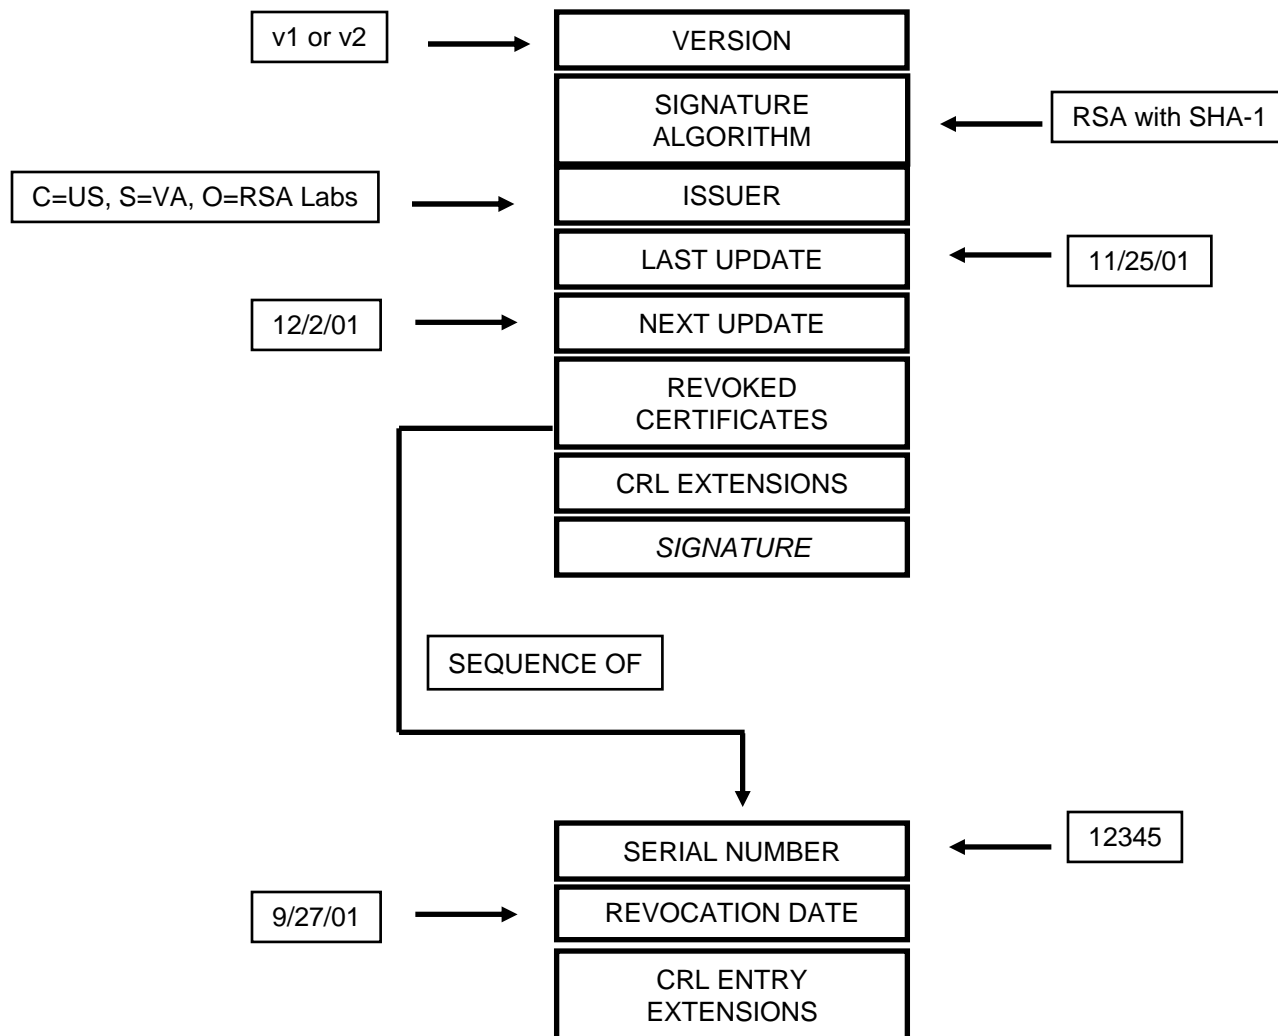 v1 or v2
VERSION
SIGNATURE
ALGORITHM
RSA with SHA-1
C=US, S=VA, O=RSA Labs
ISSUER
LAST UPDATE
11/25/01
12/2/01
NEXT UPDATE
REVOKED
CERTIFICATES
CRL EXTENSIONS
SIGNATURE
SEQUENCE OF
SERIAL NUMBER
12345
9/27/01
REVOCATION DATE
CRL ENTRY
EXTENSIONS